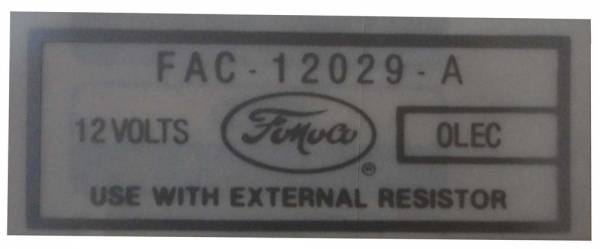 FAC-12029-A
12 VOLTS FoMoCo ® OLEC
USE WITH EXTERNAL RESISTOR